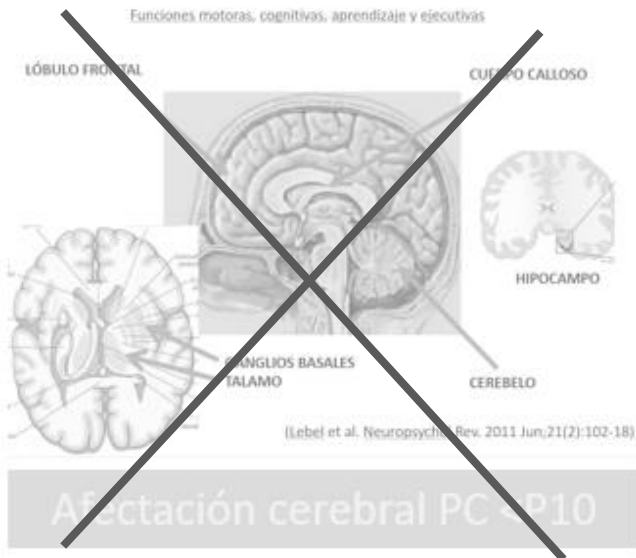 Funciones motoras, cognitivas, aprendizaje y ejecutivas
LÓBULO FRONTAL
CUERPO CALLOSO
HIPOCAMPO
GANGLIOS BASALES
TALAMO
CEREBELO
(Lebel et al. Neuropsychol Rev. 2011 Jun;21(2):102-18)
Afectación cerebral PC <P10